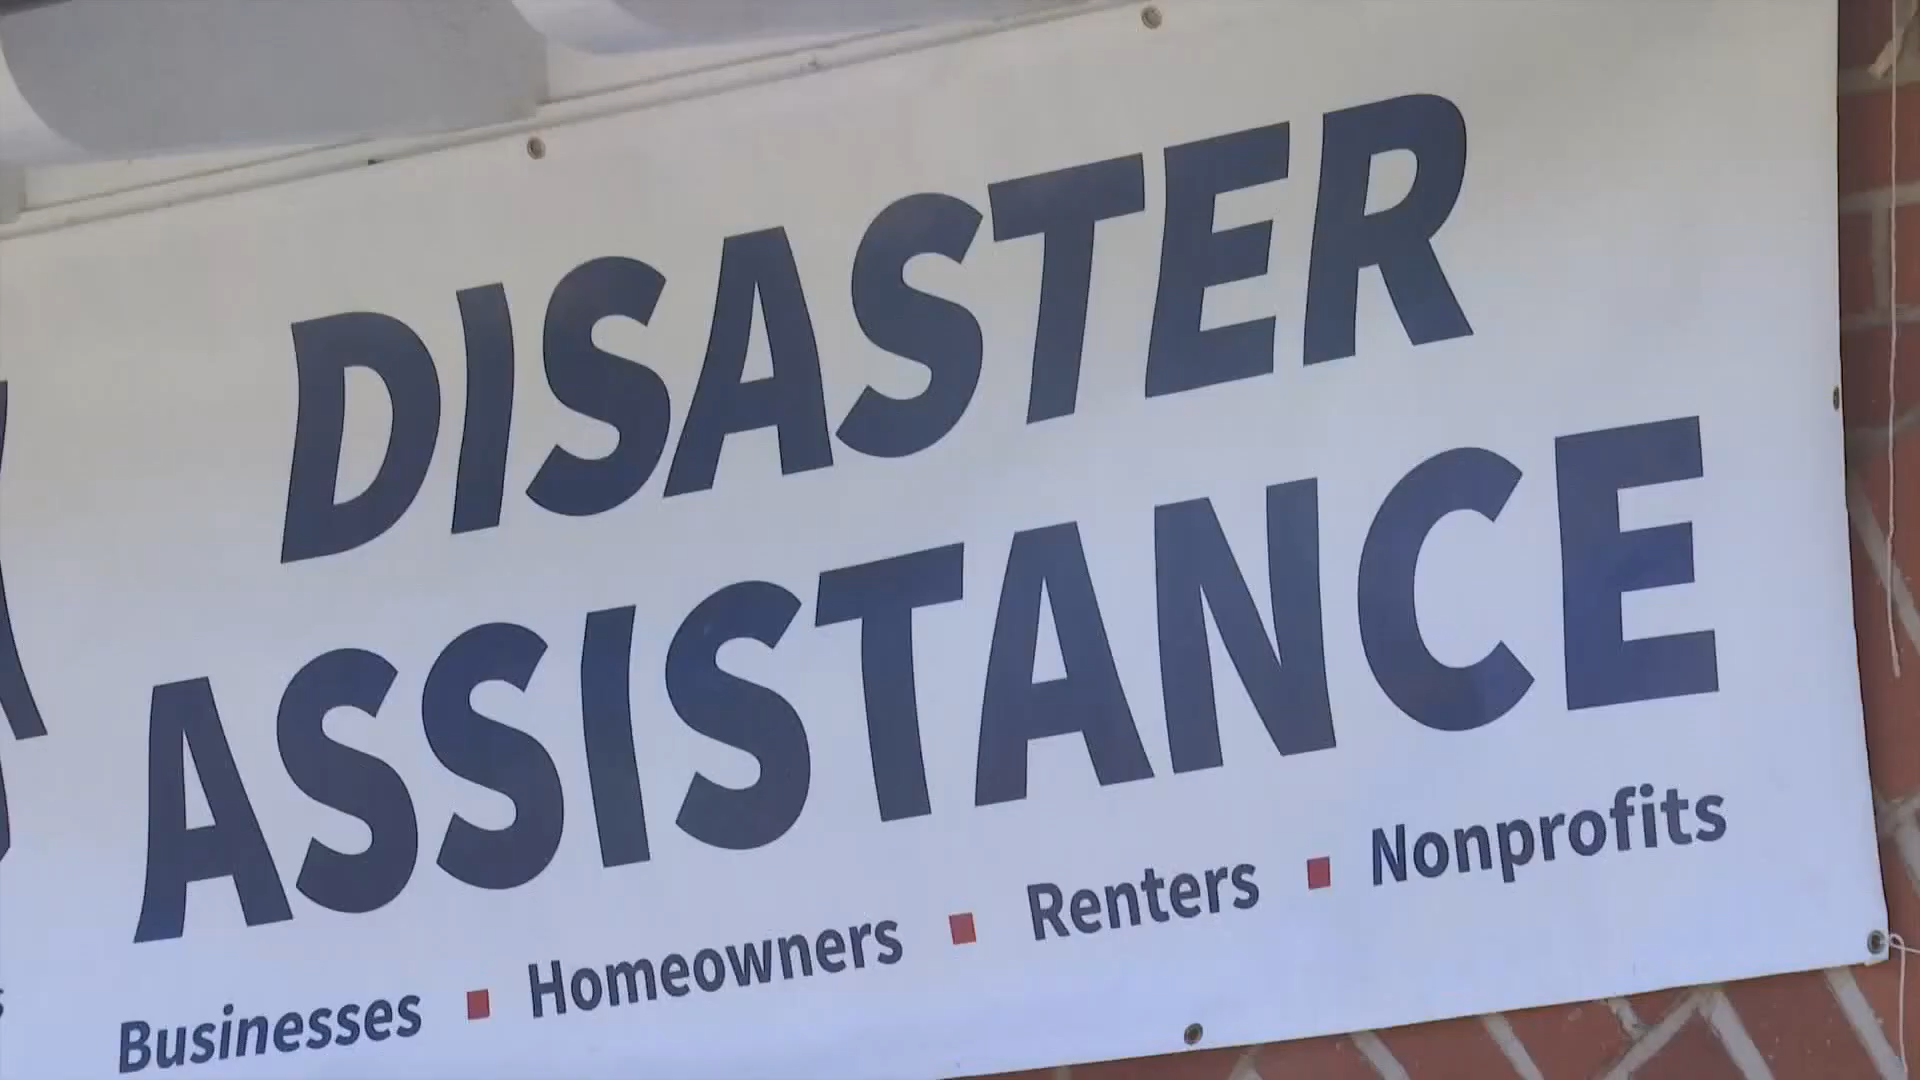 DISASTER
ASSISTANCE
Businesses ▪ Homeowners ▪ Renters ▪ Nonprofits